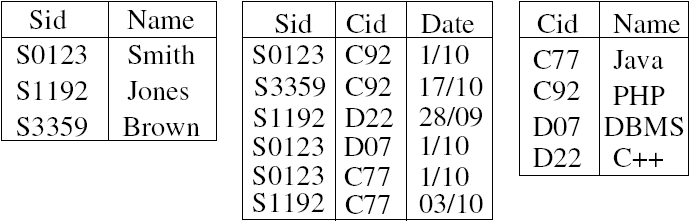 Sid Name
S0123 Smith
S1192 Jones
S3359 Brown
Sid Cid Date
S0123 C92 1/10
S3359 C92 17/10
S1192 D22 28/09
S0123 D07 1/10
S0123 C77 1/10
S1192 C77 03/10
Cid Name
C77 Java
C92 PHP
D07 DBMS
D22 C++